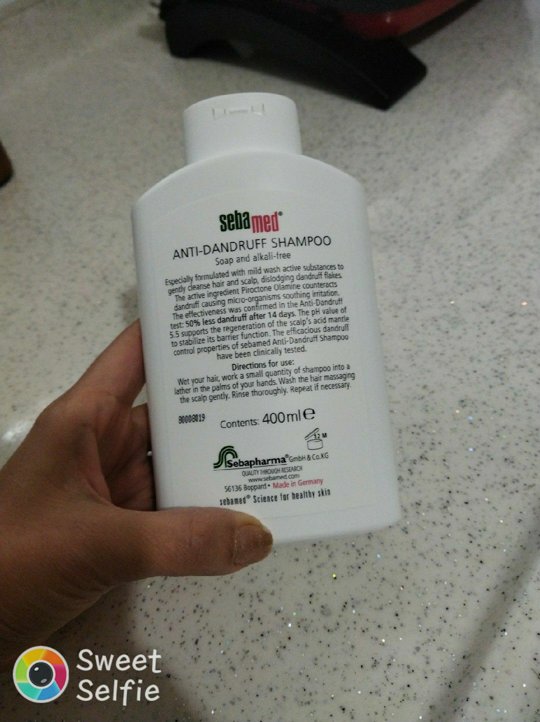 sebamed®
ANTI-DANDRUFF SHAMPOO
Soap and alkali-free
Especially formulated with mild wash active substances to
gently cleanse hair and scalp, dislodging dandruff flakes.
The active ingredient Piroctone Olamine counteracts
dandruff causing micro-organisms soothing irritation.
The effectiveness was confirmed in the Anti-Dandruff
test: 50% less dandruff after 14 days. The pH value of
5.5 supports the regeneration of the scalp's acid mantle
to stabilize its barrier function. The efficacious dandruff
control properties of sebamed Anti-Dandruff Shampoo
have been clinically tested.
Directions for use:
Wet your hair, work a small quantity of shampoo into a
lather in the palms of your hands. Wash the hair massaging
the scalp gently. Rinse thoroughly. Repeat if necessary.
80008019
Contents: 400ml e
12 M
Sebapharma® GmbH & Co.KG
QUALITY THROUGH RESEARCH
www.sebamed.com
56136 Boppard • Made in Germany
sebamed® Science for healthy skin
Sweet
Selfie